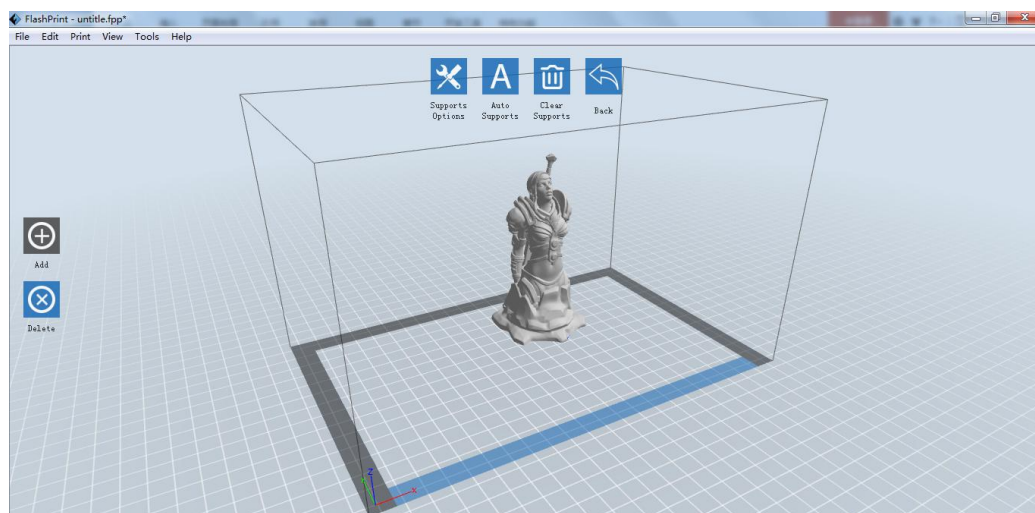 FlashPrint - untitle.fpp*
File Edit Print View Tools Help
Supports Options
Auto Supports
Clear Supports
Back
A
Add
Delete
Z
X